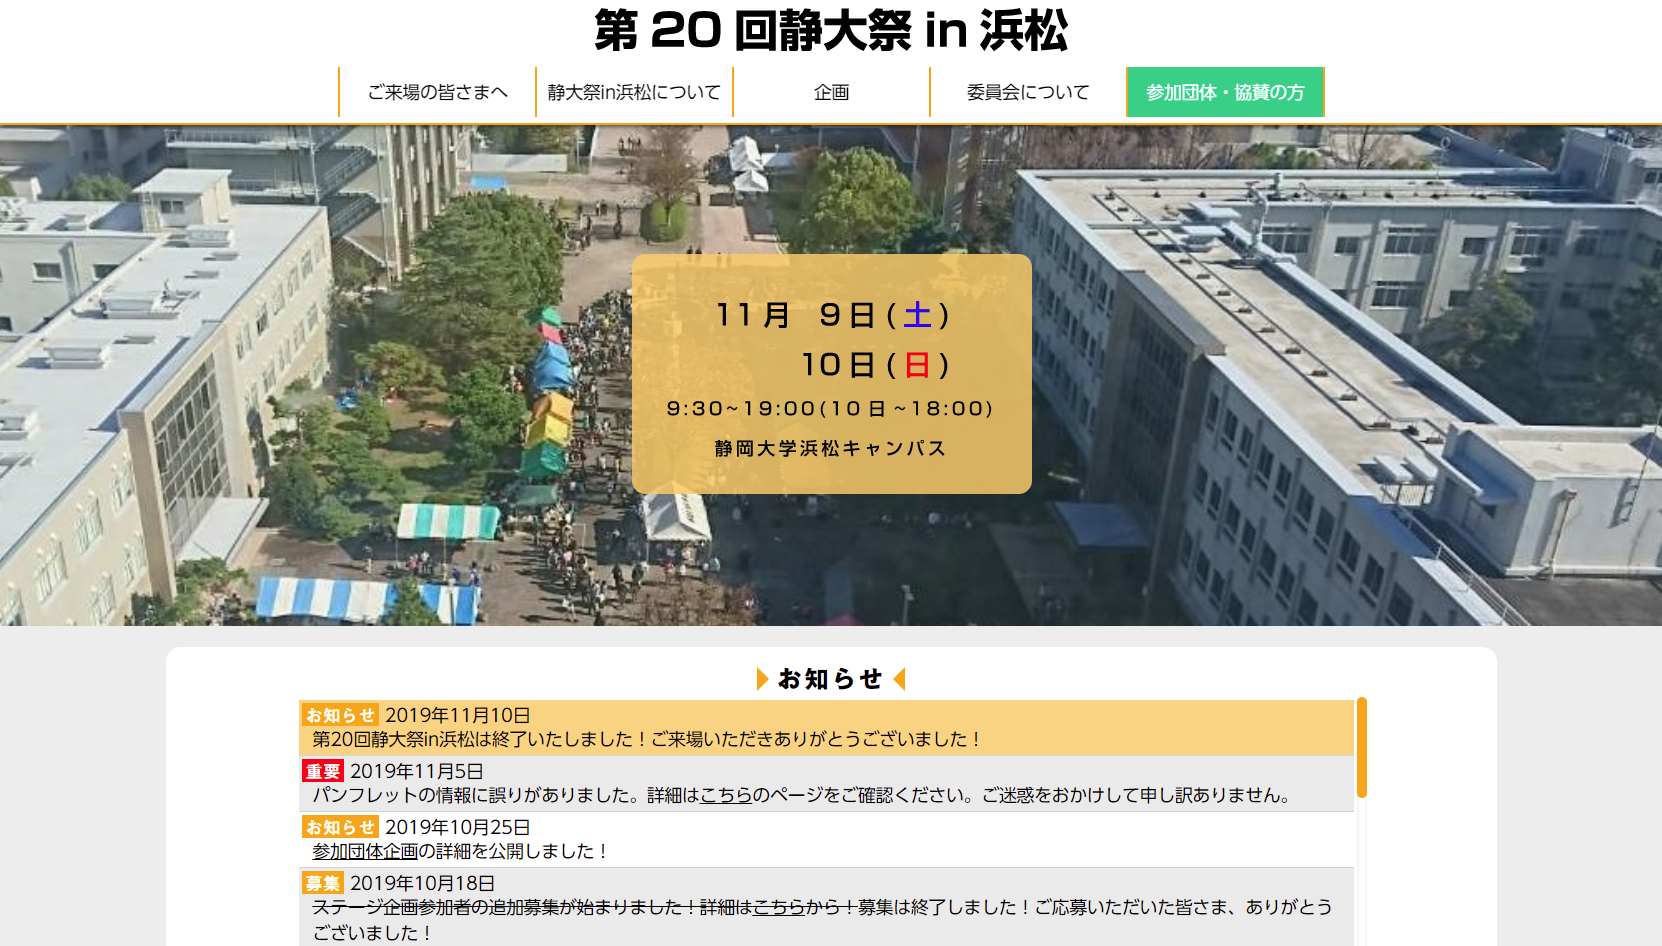 第20回静大祭in浜松
ご来場の皆さまへ
静大祭in浜松について
企画
委員会について
参加団体・協賛の方
11月 9日(土)
10日(日)
9:30~19:00(10日~18:00)
静岡大学浜松キャンパス
お知らせ
お知らせ 2019年11月10日
第20回静大祭in浜松は終了いたしました！ご来場いただきありがとうございました！
重要 2019年11月5日
パンフレットの情報に誤りがありました。詳細はこちらのページをご確認ください。ご迷惑をおかけして申し訳ありません。
お知らせ 2019年10月25日
参加団体企画の詳細を公開しました！
募集 2019年10月18日
ステージ企画参加者の追加募集が始まりました！詳細はこちらから！募集は終了しました！ご応募いただいた皆さま、ありがとう
ございました！